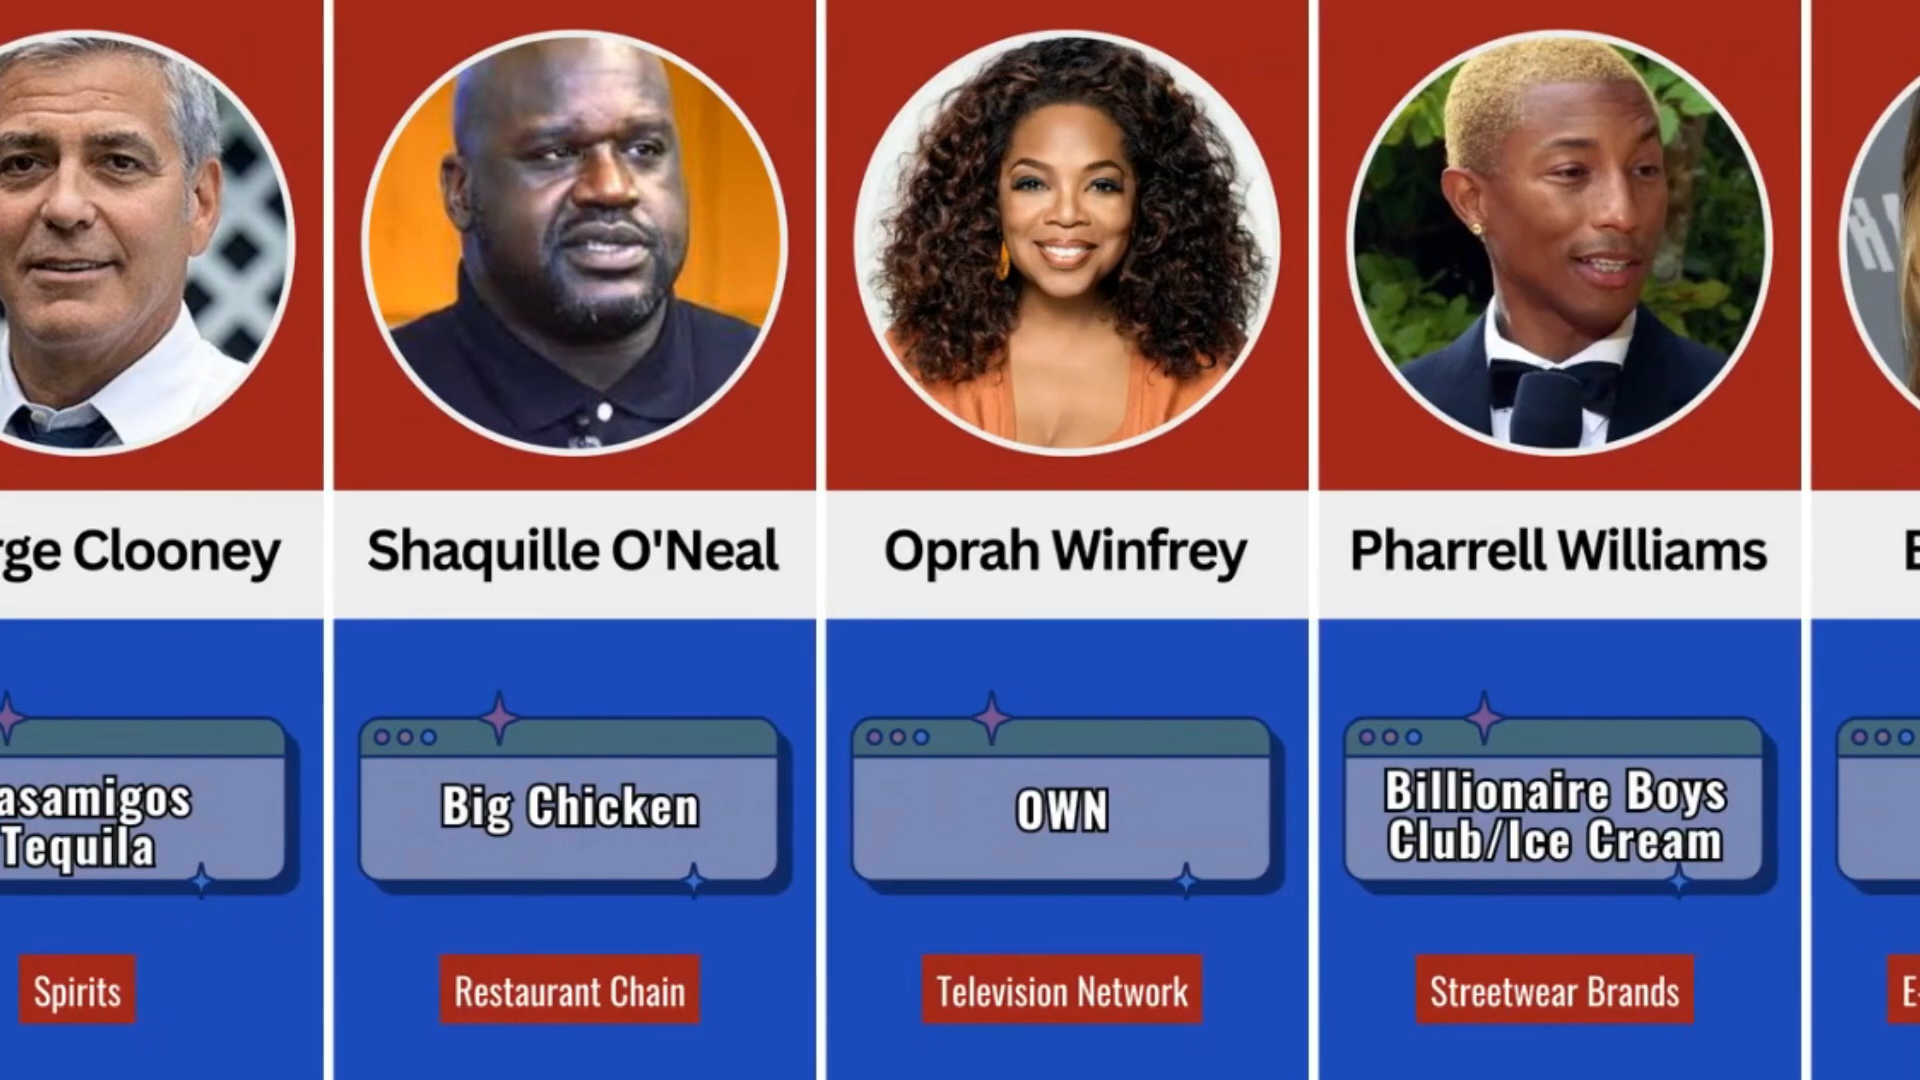 rge Clooney
Shaquille O'Neal
Oprah Winfrey
Pharrell Williams
asamigos
Tequila
Big Chicken
OWN
Billionaire Boys
Club/Ice Cream
Spirits
Restaurant Chain
Television Network
Streetwear Brands